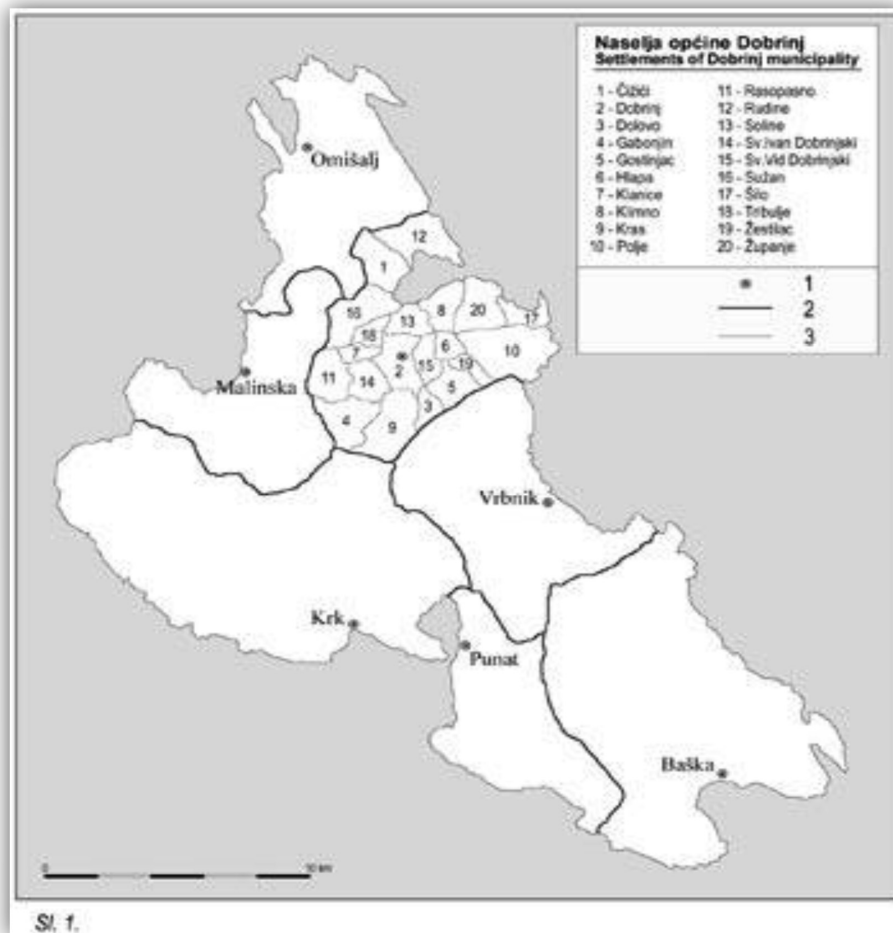 Naselja općine Dobrinj
Settlements of Dobrinj municipality
1 - Čižići
2 - Dobrinj
3 - Dolovo
4 - Gabonjin
5 - Gostinjac
6 - Hlapa
7 - Klanice
8 - Klimno
9 - Kras
10 - Polje
11 - Rasopasno
12 - Rudine
13 - Soline
14 - Sv.Ivan Dobrinjski
15 - Sv.Vid Dobrinjski
16 - Sužan
17 - Šilo
18 - Tribulje
19 - Žestilac
20 - Županje
1
2
3
Omišalj
12
1
16
13
8
20
17
18
7
6
10
2
15
19
11
14
5
3
4
9
Malinska
Vrbnik
Krk
Punat
Baška
0
10 km
Sl. 1.